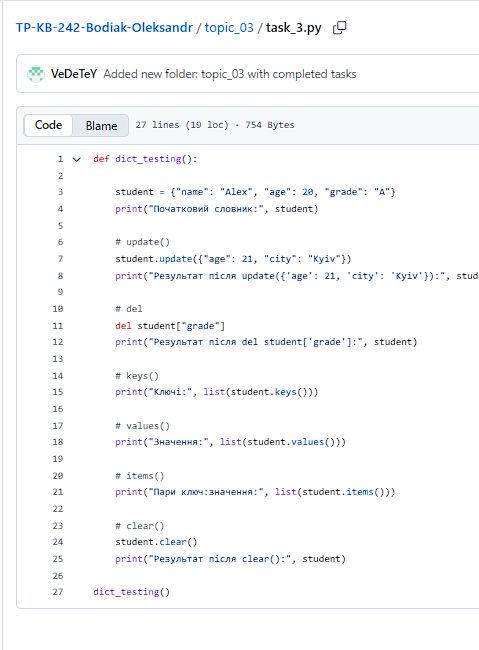 TP-KB-242-Bodiak-Oleksandr / topic_03 / task_3.py
VeDeTeY Added new folder: topic_03 with completed tasks
Code Blame 27 lines (19 loc) · 754 Bytes
1 def dict_testing():
2
3 student = {"name": "Alex", "age": 20, "grade": "A"}
4 print("Початковий словник:", student)
5
6 # update()
7 student.update({"age": 21, "city": "Kyiv"})
8 print("Результат після update({'age': 21, 'city': 'Kyiv'}):", stud
9
10 # del
11 del student["grade"]
12 print("Результат після del student['grade']:", student)
13
14 # keys()
15 print("Ключі:", list(student.keys()))
16
17 # values()
18 print("Значення:", list(student.values()))
19
20 # items()
21 print("Пари ключ:значення:", list(student.items()))
22
23 # clear()
24 student.clear()
25 print("Результат після clear():", student)
26
27 dict_testing()